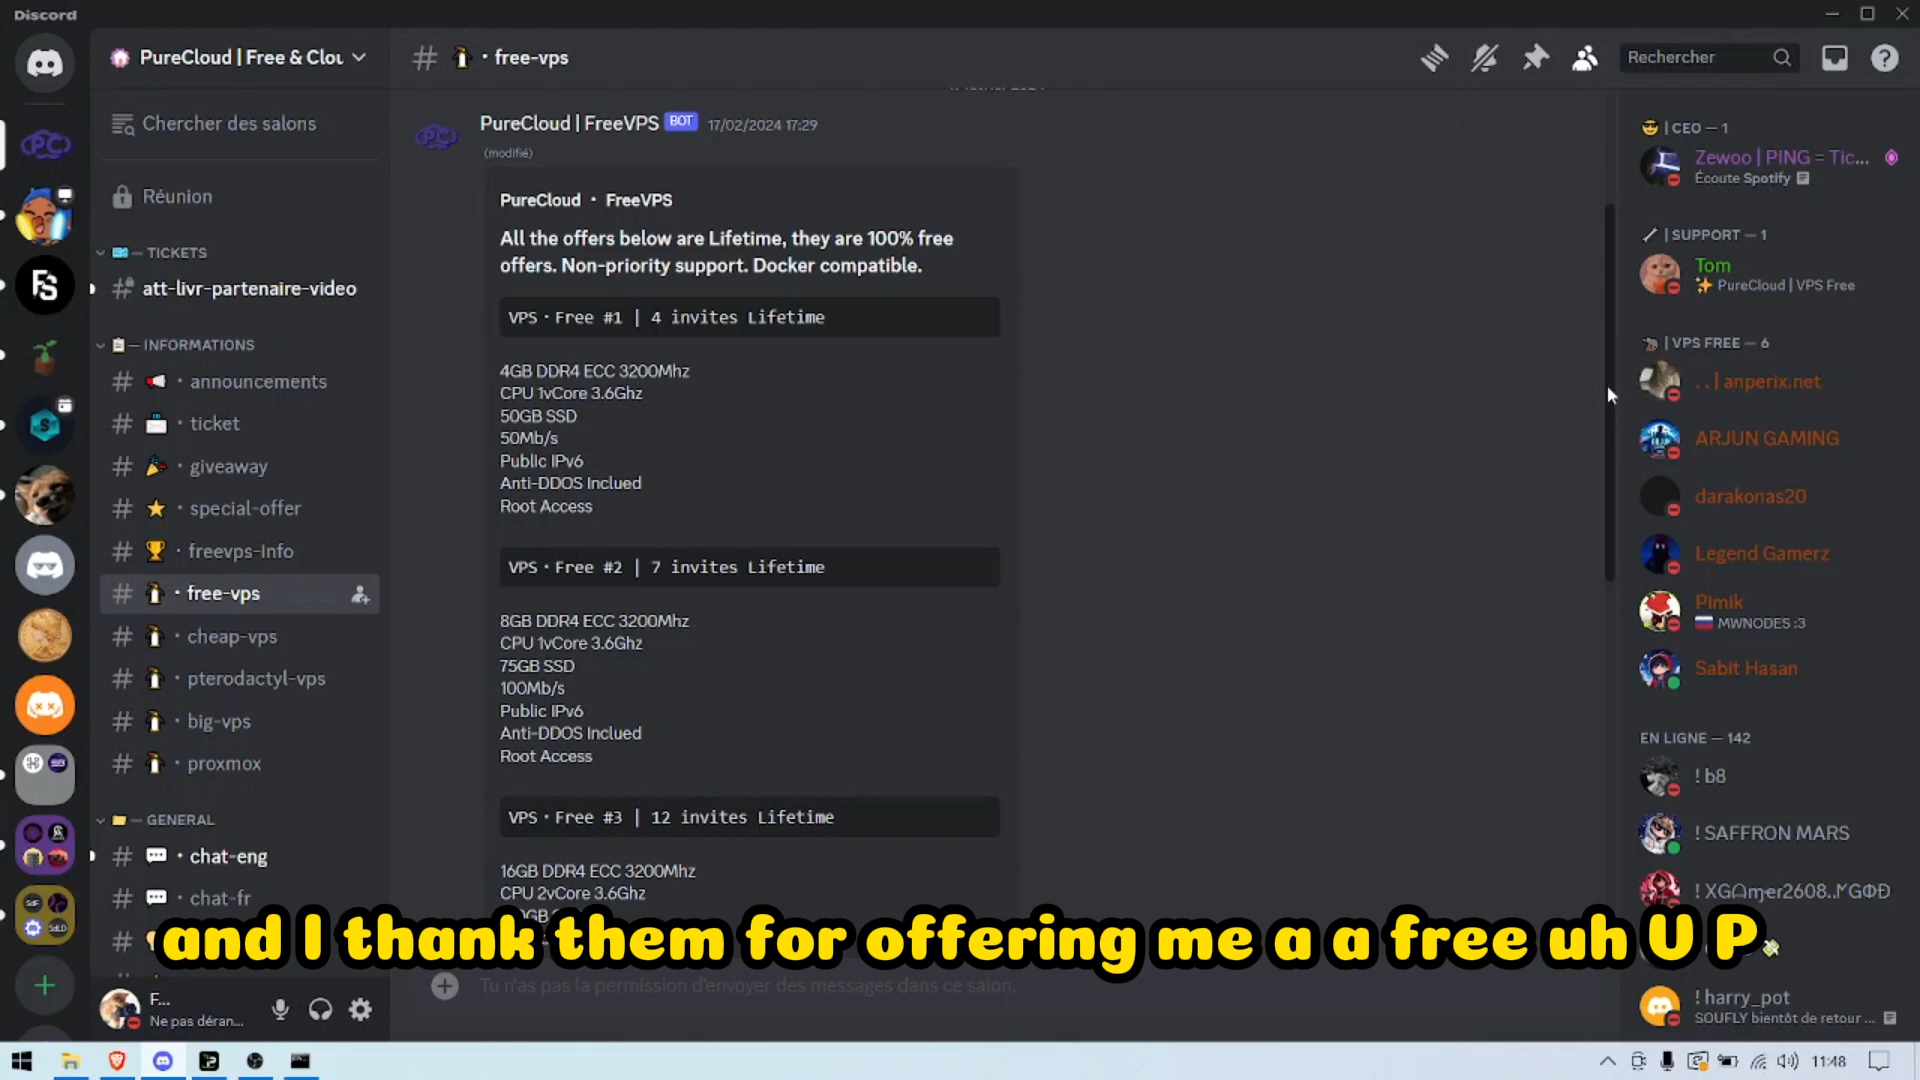 Discord
PureCloud | Free & Clou
• free-vps
Rechercher
Chercher des salons
Réunion
— TICKETS
att-livr-partenaire-video
— INFORMATIONS
• announcements
• ticket
• giveaway
• special-offer
• freevps-info
• free-vps
• cheap-vps
• pterodactyl-vps
• big-vps
• proxmox
— GENERAL
• chat-eng
• chat-fr
F...
Ne pas déran...
PureCloud | FreeVPS BOT 17/02/2024 17:29
(modifié)
PureCloud • FreeVPS
All the offers below are Lifetime, they are 100% free
offers. Non-priority support. Docker compatible.
VPS • Free #1 | 4 invites Lifetime
4GB DDR4 ECC 3200Mhz
CPU 1vCore 3.6Ghz
50GB SSD
50Mb/s
Public IPv6
Anti-DDOS Inclued
Root Access
VPS • Free #2 | 7 invites Lifetime
8GB DDR4 ECC 3200Mhz
CPU 1vCore 3.6Ghz
75GB SSD
100Mb/s
Public IPv6
Anti-DDOS Inclued
Root Access
VPS • Free #3 | 12 invites Lifetime
16GB DDR4 ECC 3200Mhz
CPU 2vCore 3.6Ghz
and I thank them for offering me a a free uh U P
Tu n'as pas la permission d'envoyer des messages dans ce salon.
| CEO — 1
Zewoo | PING = Tic...
Écoute Spotify
| SUPPORT — 1
Tom
PureCloud | VPS Free
| VPS FREE — 6
. . | anperix.net
ARJUN GAMING
darakonas20
Legend Gamerz
Pimik
MWNODES :3
Sabit Hasan
EN LIGNE — 142
! b8
! SAFFRON MARS
! harry_pot
SOUFLY bientôt de retour ...
11:48